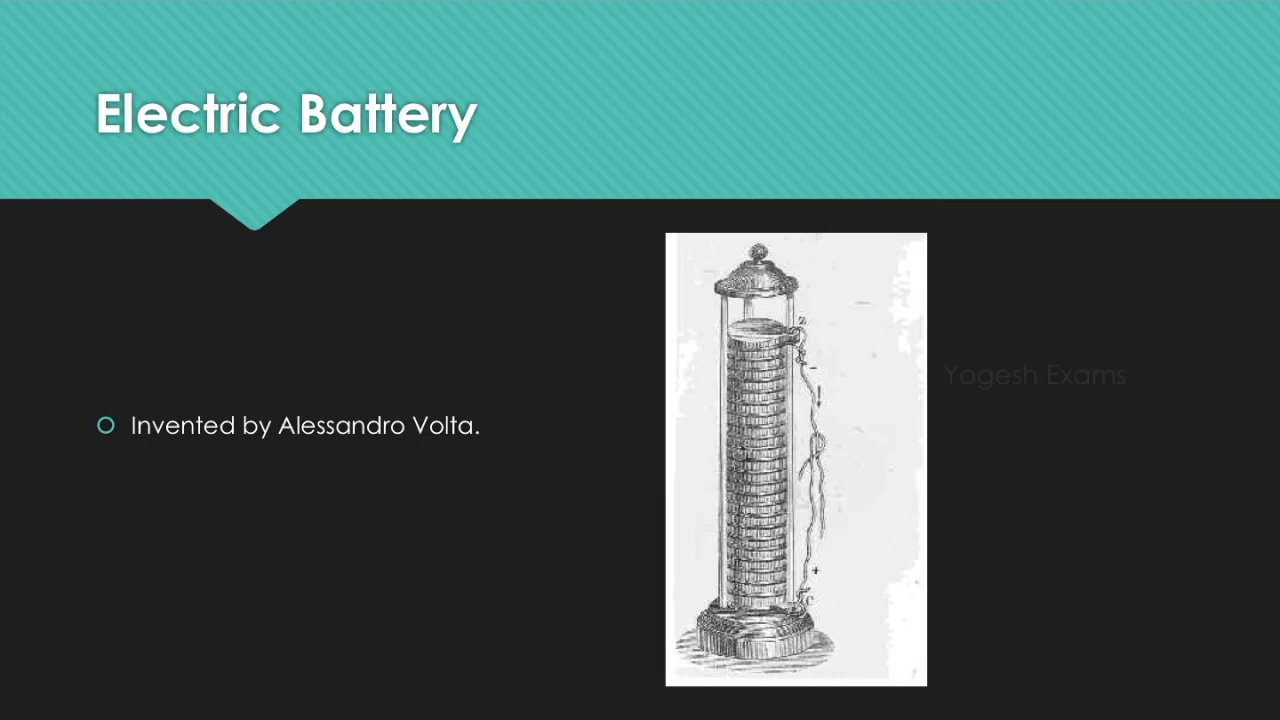 Electric Battery
Invented by Alessandro Volta.
Z
-
+
C
Yogesh Exams